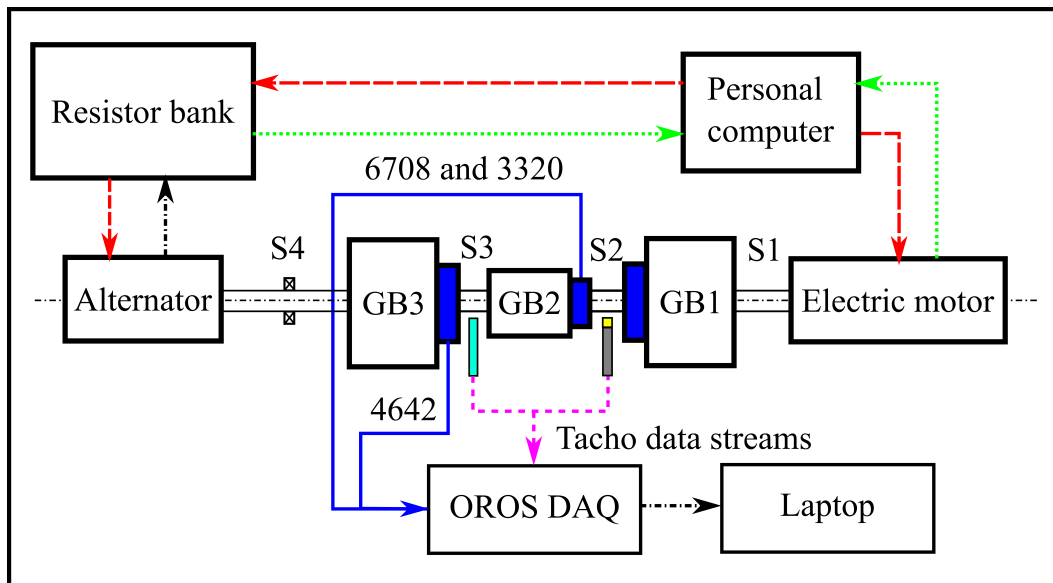 Resistor bank
Personal
computer
6708 and 3320
S4
S3
S2
S1
Alternator
GB3
GB2
GB1
Electric motor
4642
Tacho data streams
OROS DAQ
Laptop